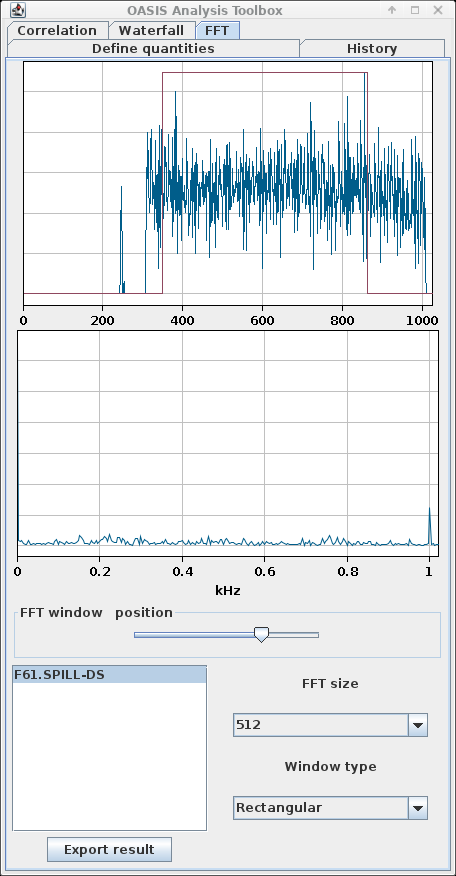 OASIS Analysis Toolbox
Correlation Waterfall FFT
Define quantities History
0 200 400 600 800 1000
0 0.2 0.4 0.6 0.8 1
kHz
FFT window position
F61.SPILL-DS
FFT size
512
Window type
Rectangular
Export result